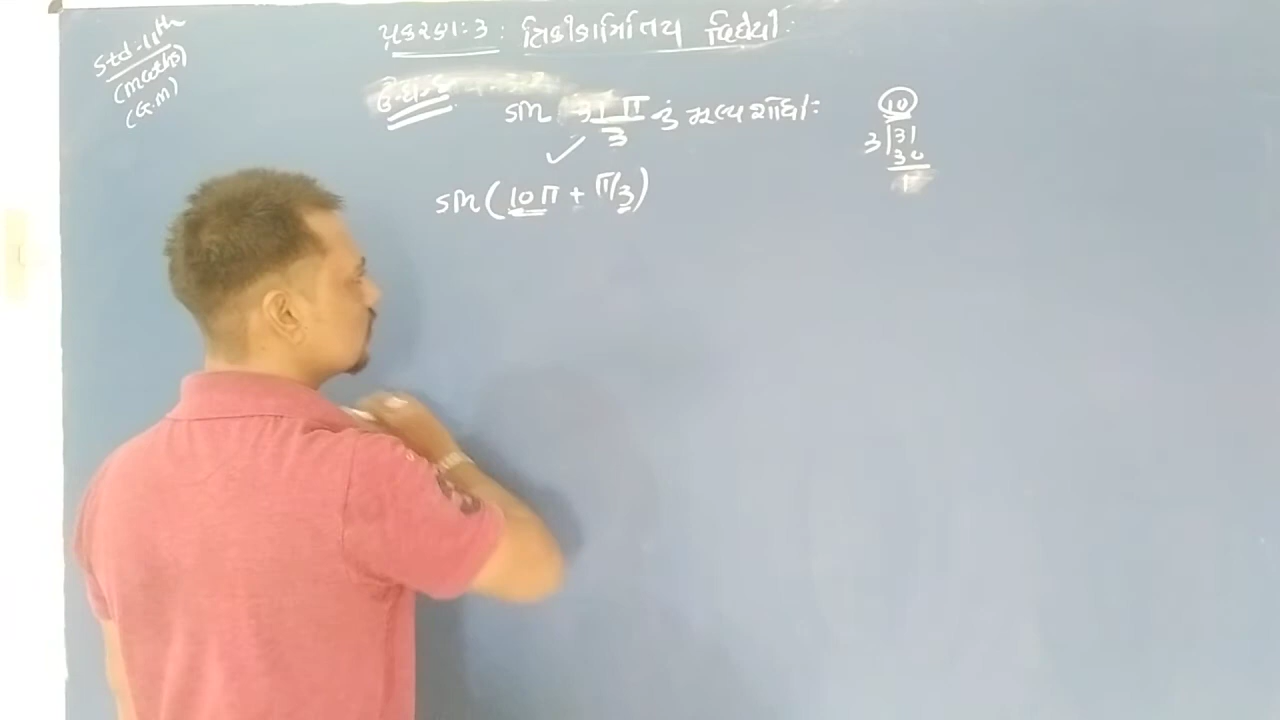 Std-11th
(Maths)
(G.M)
પ્રકરણ:3: ત્રિકોણમિતિય વિધેયો:
sin 31π/3 નું મૂલ્ય શોધો:
sin(10π + π/3)
10
3 | 31
30
1